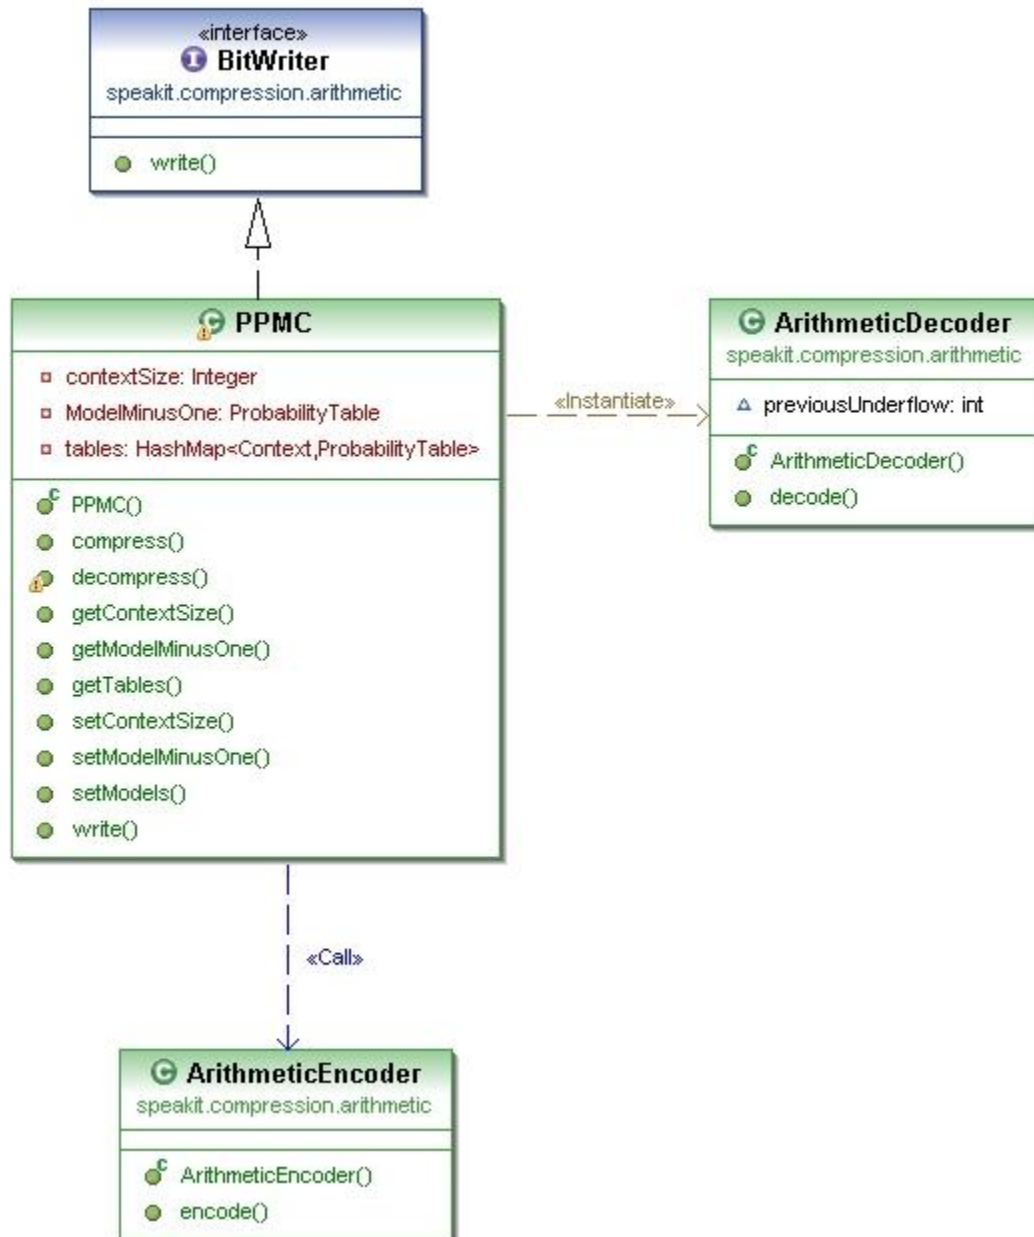 «interface»
BitWriter
speakit.compression.arithmetic
write()
PPMC
contextSize: Integer
ModelMinusOne: ProbabilityTable
tables: HashMap<Context,ProbabilityTable>
PPMC()
compress()
decompress()
getContextSize()
getModelMinusOne()
getTables()
setContextSize()
setModelMinusOne()
setModels()
write()
«Instantiate»
ArithmeticDecoder
speakit.compression.arithmetic
previousUnderflow: int
ArithmeticDecoder()
decode()
«Call»
ArithmeticEncoder
speakit.compression.arithmetic
ArithmeticEncoder()
encode()